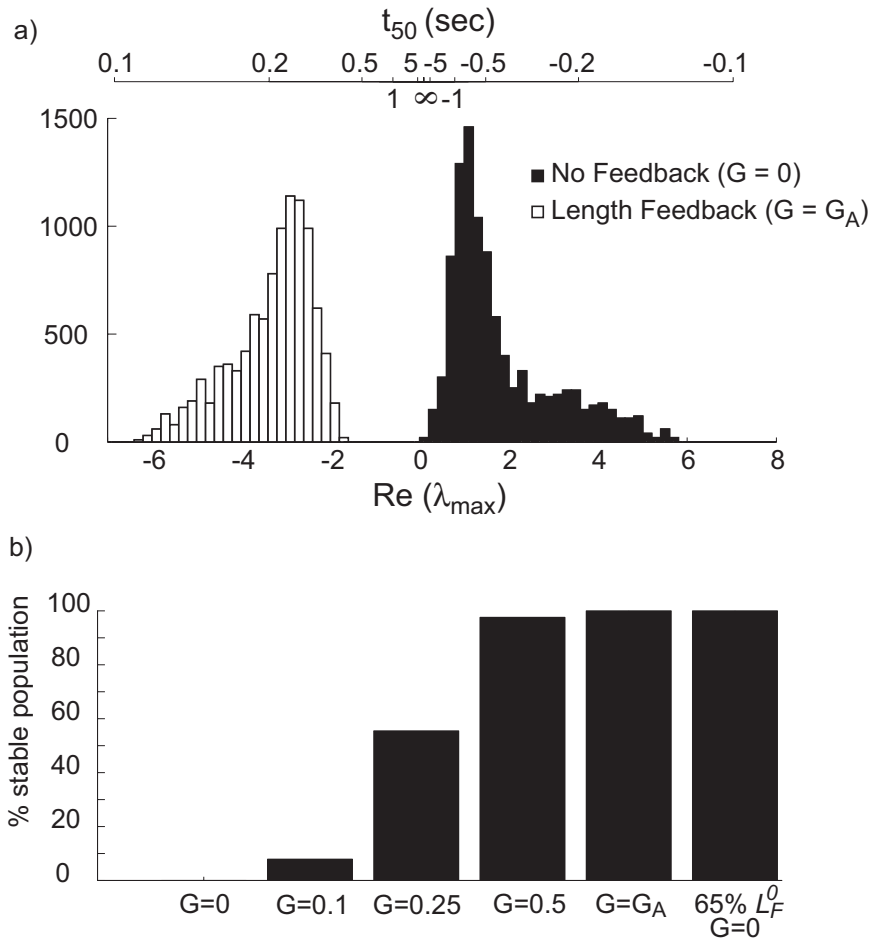 a)
t50 (sec)
0.1 0.2 0.5 5 -5 -0.5 -0.2 -0.1
1 ∞ -1
1500
1000
500
0
No Feedback (G = 0)
Length Feedback (G = GA)
-6 -4 -2 0 2 4 6 8
Re (λmax)
b)
% stable population
100
80
60
40
20
0
G=0 G=0.1 G=0.25 G=0.5 G=GA 65% L0F
G=0